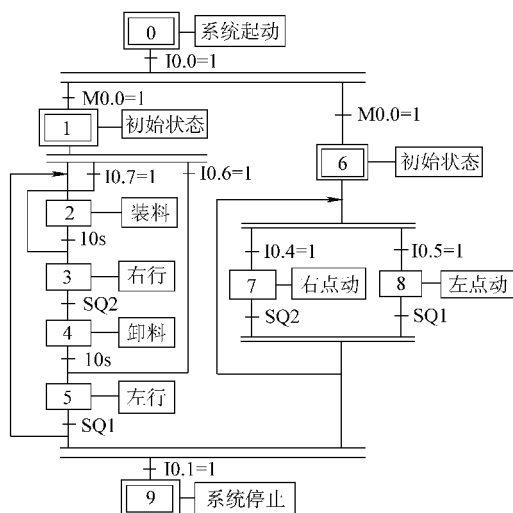 0 系统起动
I0.0=1
M0.0=1
M0.0=1
1 初始状态
6 初始状态
I0.7=1 I0.6=1
2 装料
10s
I0.4=1 I0.5=1
3 右行
7 右点动
8 左点动
SQ2
SQ2 SQ1
4 卸料
10s
5 左行
SQ1
I0.1=1
9 系统停止